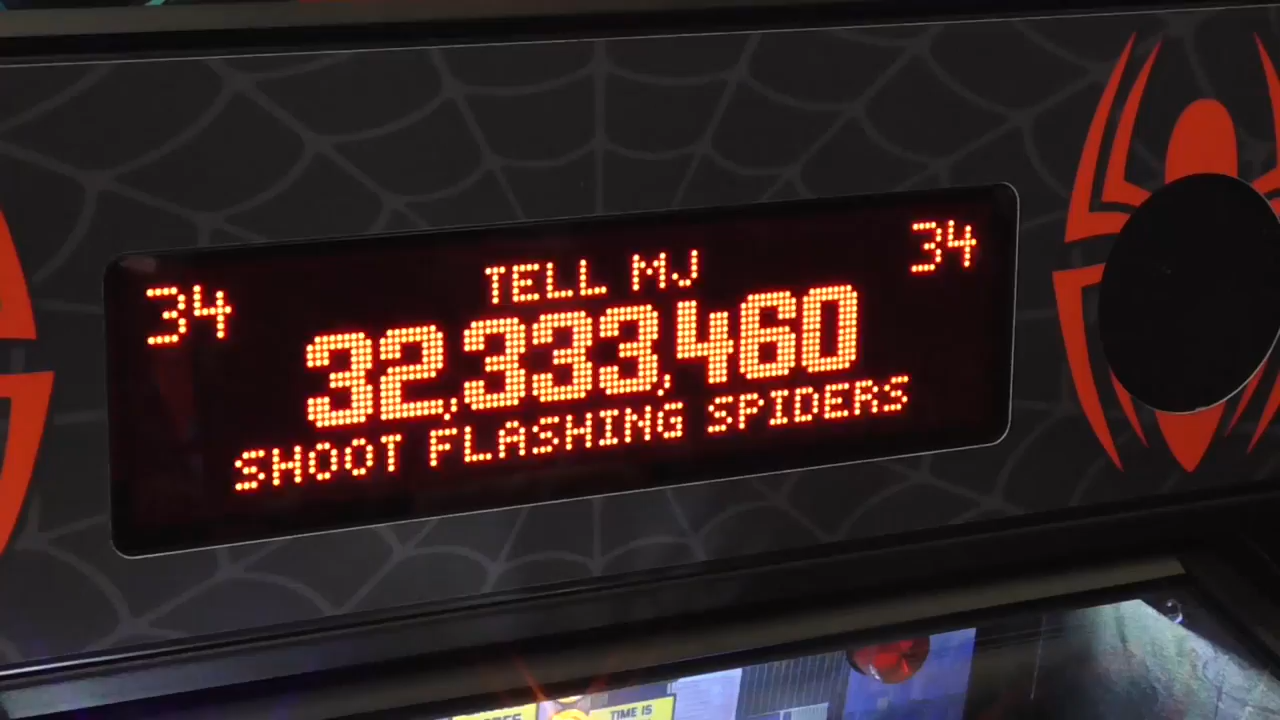 TELL MJ
34
34
32,333,460
SHOOT FLASHING SPIDERS
TIME IS